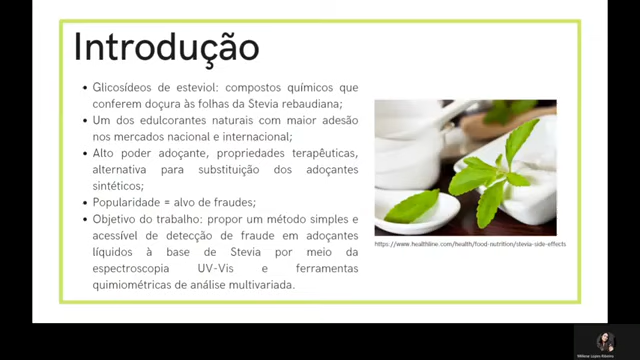 Introdução
• Glicosídeos de esteviol: compostos químicos que
conferem doçura às folhas da Stevia rebaudiana;
• Um dos edulcorantes naturais com maior adesão
nos mercados nacional e internacional;
• Alto poder adoçante, propriedades terapêuticas,
alternativa para substituição dos adoçantes
sintéticos;
• Popularidade = alvo de fraudes;
• Objetivo do trabalho: propor um método simples e
acessível de detecção de fraude em adoçantes
líquidos à base de Stevia por meio da
espectroscopia UV-Vis e ferramentas
quimiométricas de análise multivariada.
https://www.healthline.com/health/food-nutrition/stevia-side-effects
Milene Lopes